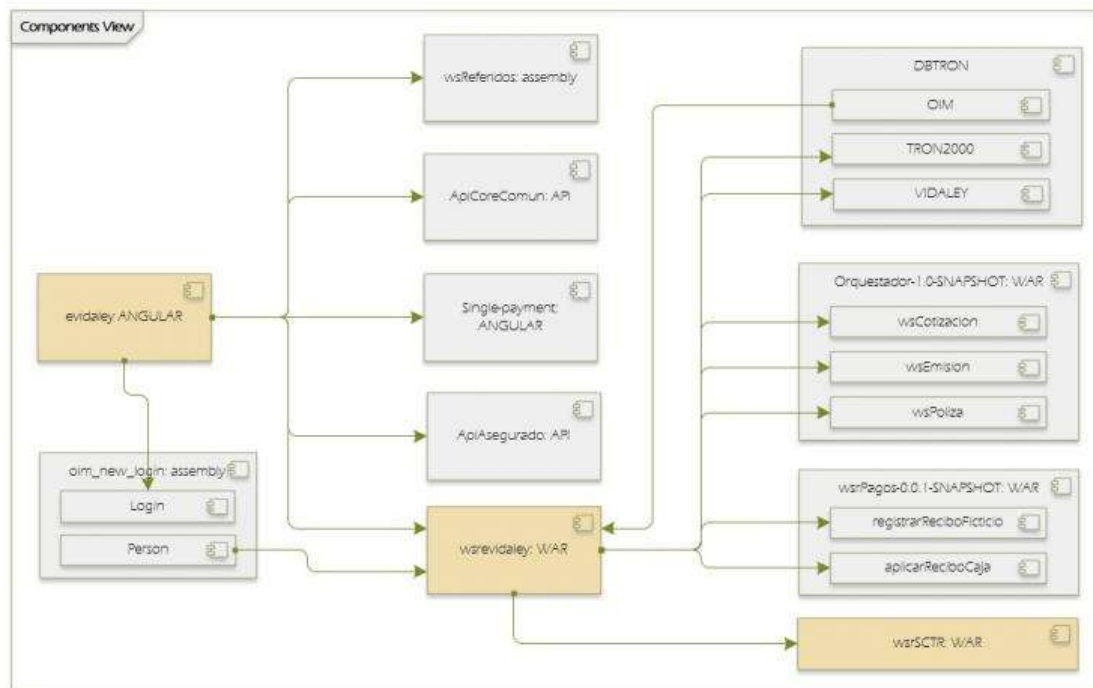 Components View
wsReferidos: assembly
ApiCoreComun: API
Single-payment:
ANGULAR
evidaley ANGULAR
ApiAsegurado: API
oim_new_login: assembly
Login
Person
wsrevidaley: WAR
DBTRON
OIM
TRON2000
VIDALEY
Orquestador-1.0-SNAPSHOT: WAR
wsCotizacion
wsEmision
wsPoliza
wsrPagos-0.0.1-SNAPSHOT: WAR
registrarReciboFicticio
aplicarReciboCaja
wsrSCTR: WAR